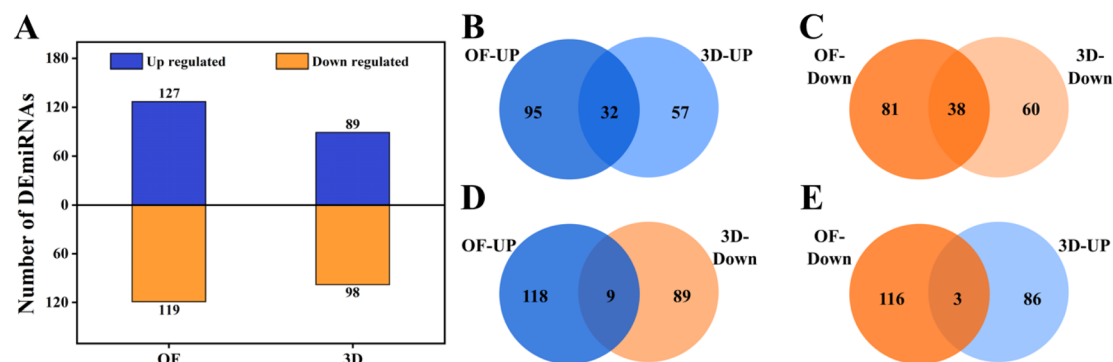 A
Number of DEmiRNAs
180
120
60
0
60
120
Up regulated
Down regulated
127
89
119
98
OF
3D
B
OF-UP
3D-UP
95
32
57
C
OF-
Down
3D-
Down
81
38
60
D
OF-UP
3D-
Down
118
9
89
E
OF-
Down
3D-UP
116
3
86